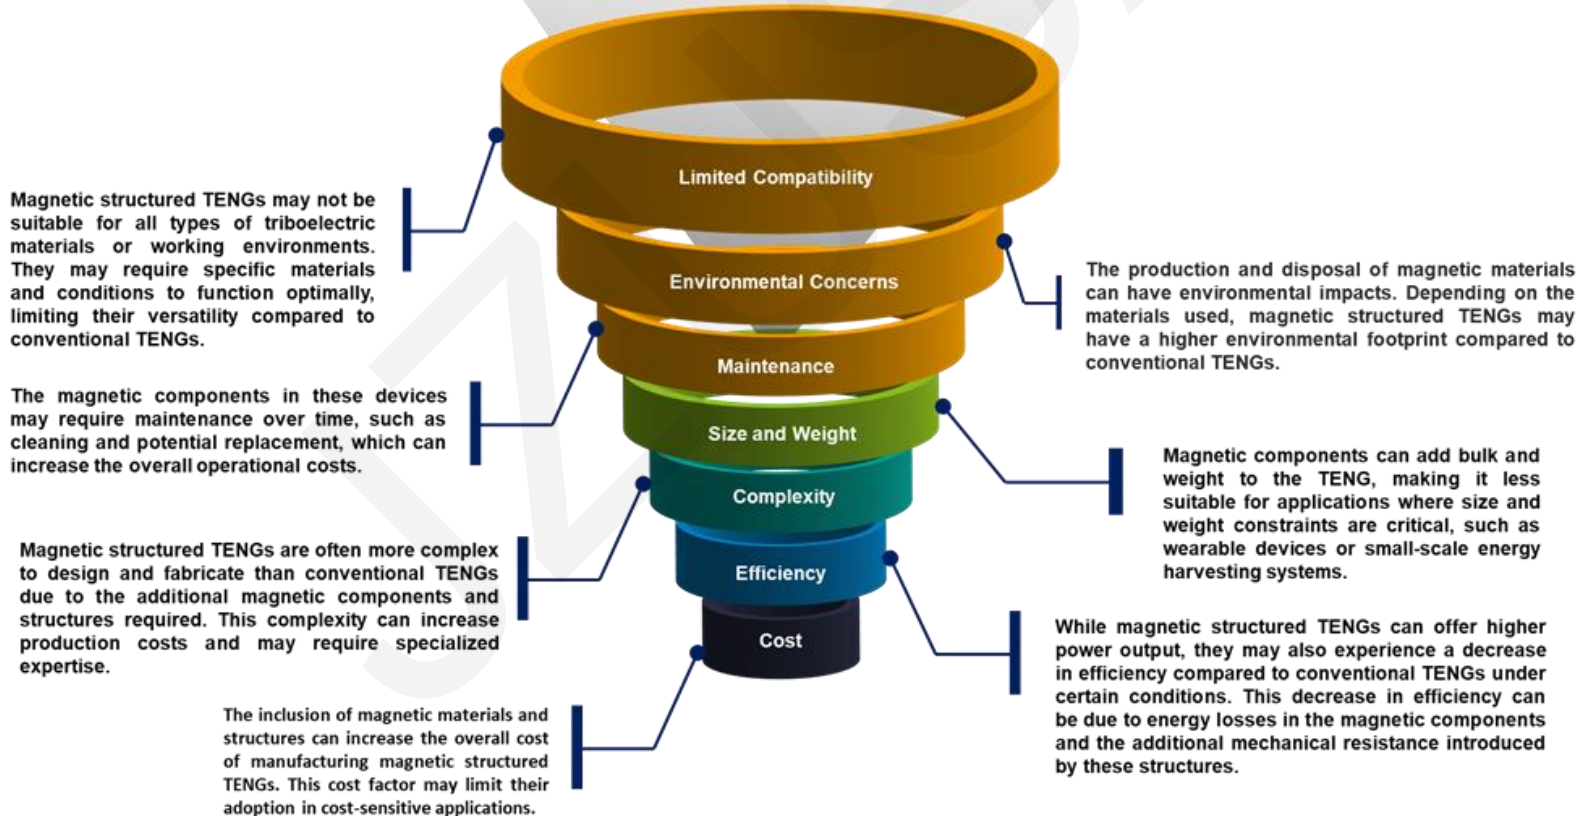 Limited Compatibility
Environmental Concerns
Maintenance
Size and Weight
Complexity
Efficiency
Cost
Magnetic structured TENGs may not be
suitable for all types of triboelectric
materials or working environments.
They may require specific materials
and conditions to function optimally,
limiting their versatility compared to
conventional TENGs.
The production and disposal of magnetic materials
can have environmental impacts. Depending on the
materials used, magnetic structured TENGs may
have a higher environmental footprint compared to
conventional TENGs.
The magnetic components in these devices
may require maintenance over time, such as
cleaning and potential replacement, which can
increase the overall operational costs.
Magnetic components can add bulk and
weight to the TENG, making it less
suitable for applications where size and
weight constraints are critical, such as
wearable devices or small-scale energy
harvesting systems.
Magnetic structured TENGs are often more complex
to design and fabricate than conventional TENGs
due to the additional magnetic components and
structures required. This complexity can increase
production costs and may require specialized
expertise.
While magnetic structured TENGs can offer higher
power output, they may also experience a decrease
in efficiency compared to conventional TENGs under
certain conditions. This decrease in efficiency can
be due to energy losses in the magnetic components
and the additional mechanical resistance introduced
by these structures.
The inclusion of magnetic materials and
structures can increase the overall cost
of manufacturing magnetic structured
TENGs. This cost factor may limit their
adoption in cost-sensitive applications.